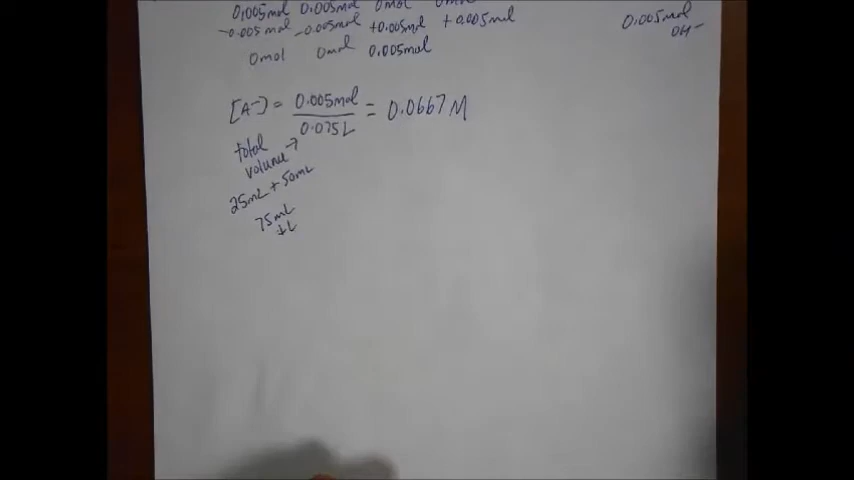 0.005mol 0.005mol 0mol 0mol
-0.005mol -0.005mol +0.005mol +0.005mol
0mol 0mol 0.005mol
0.005mol
OH-
[A-] = 0.005mol / 0.075L = 0.0667 M
total
volume →
25mL + 50mL
75mL
↓L